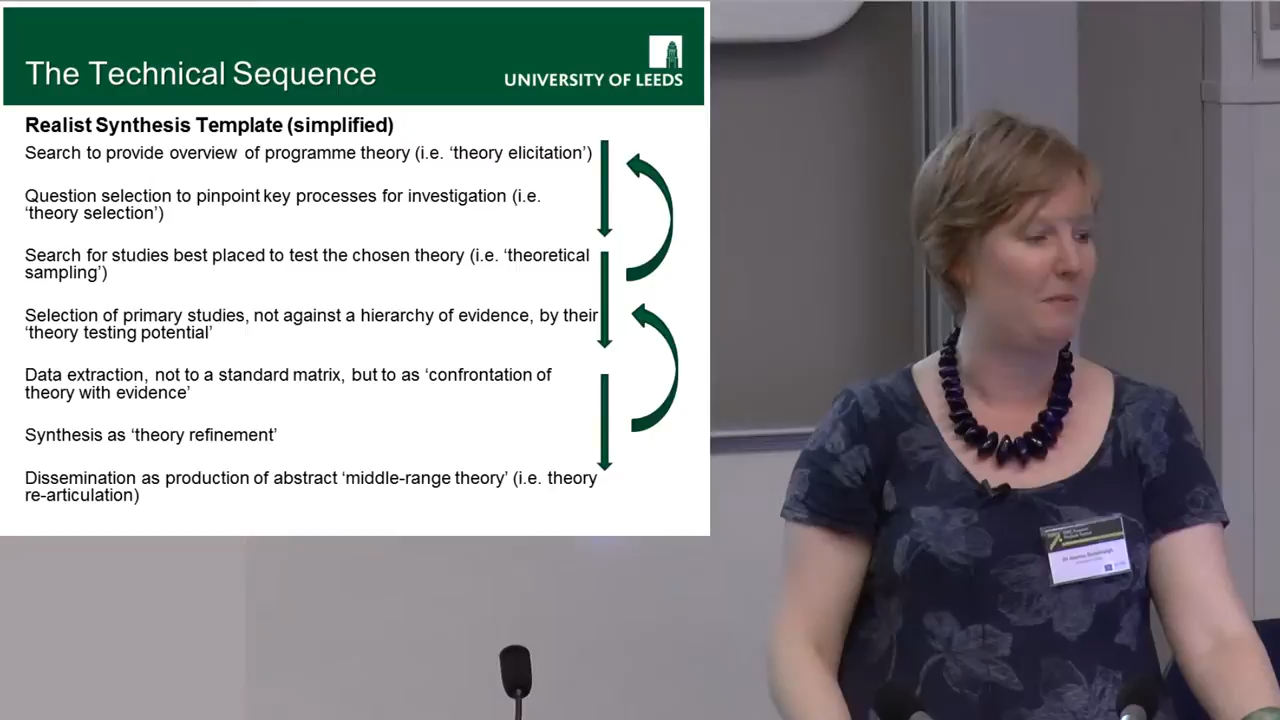 The Technical Sequence
UNIVERSITY OF LEEDS
Realist Synthesis Template (simplified)
Search to provide overview of programme theory (i.e. ‘theory elicitation’)
Question selection to pinpoint key processes for investigation (i.e.
‘theory selection’)
Search for studies best placed to test the chosen theory (i.e. ‘theoretical
sampling’)
Selection of primary studies, not against a hierarchy of evidence, by their
‘theory testing potential’
Data extraction, not to a standard matrix, but to as ‘confrontation of
theory with evidence’
Synthesis as ‘theory refinement’
Dissemination as production of abstract ‘middle-range theory’ (i.e. theory
re-articulation)
Dr